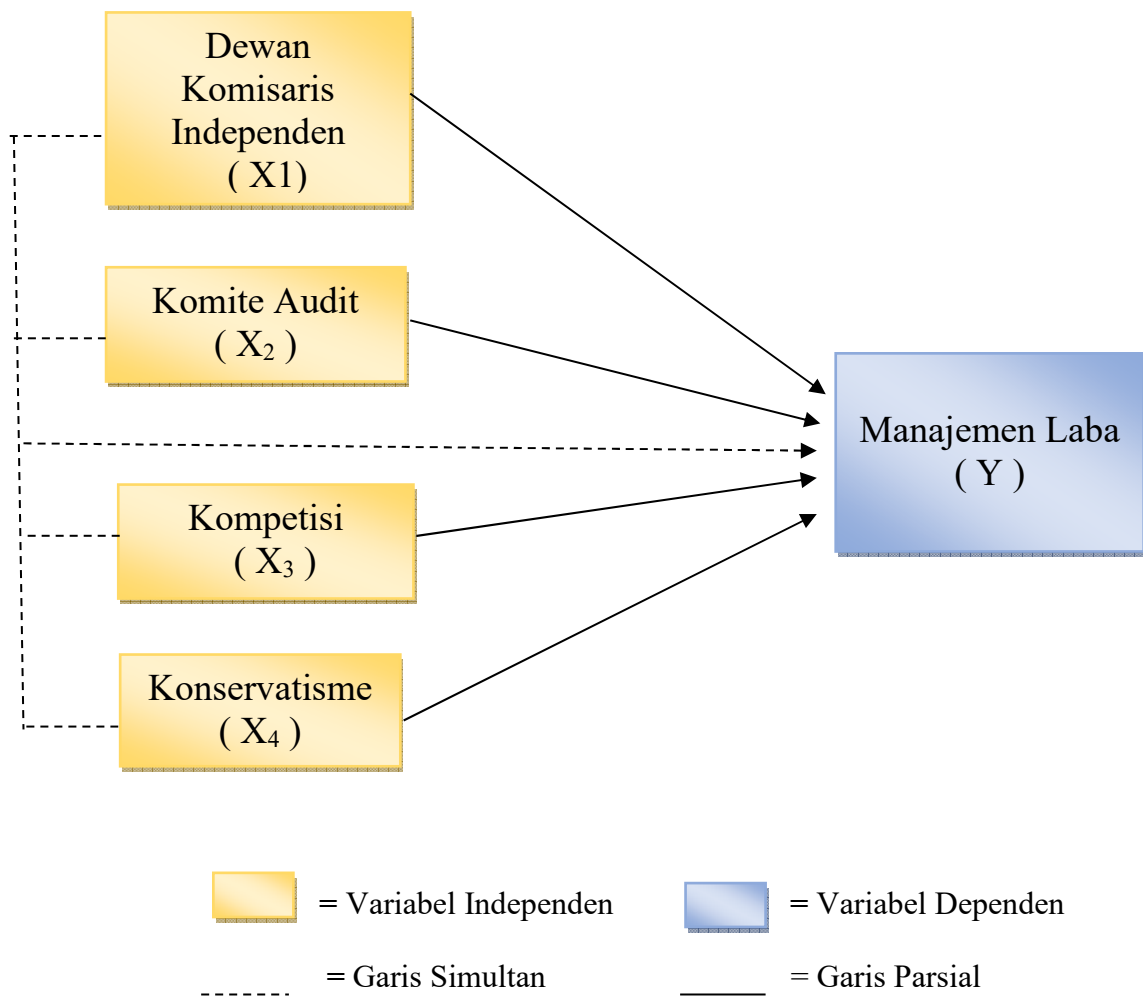 Dewan
Komisaris
Independen
( X1)
Komite Audit
( X₂ )
Kompetisi
( X₃ )
Konservatisme
( X₄ )
Manajemen Laba
( Y )
= Variabel Independen
= Variabel Dependen
= Garis Simultan
= Garis Parsial